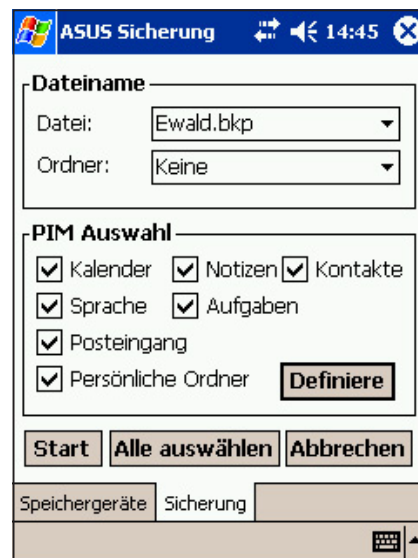 ASUS Sicherung 14:45
Dateiname
Datei: Ewald.bkp
Ordner: Keine
PIM Auswahl
Kalender Notizen Kontakte
Sprache Aufgaben
Posteingang
Persönliche Ordner Definiere
Start Alle auswählen Abbrechen
Speichergeräte Sicherung